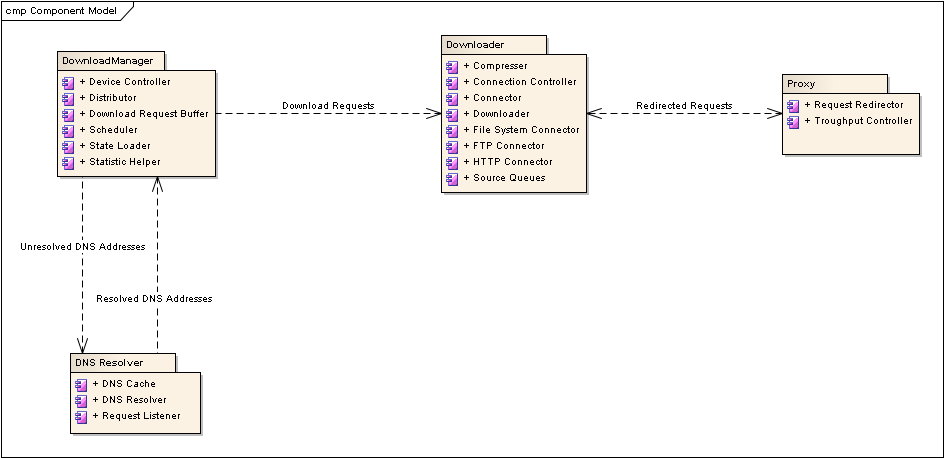 cmp Component Model
DownloadManager
+ Device Controller
+ Distributor
+ Download Request Buffer
+ Scheduler
+ State Loader
+ Statistic Helper
Download Requests
Downloader
+ Compresser
+ Connection Controller
+ Connector
+ Downloader
+ File System Connector
+ FTP Connector
+ HTTP Connector
+ Source Queues
Redirected Requests
Proxy
+ Request Redirector
+ Troughput Controller
Unresolved DNS Addresses
Resolved DNS Addresses
DNS Resolver
+ DNS Cache
+ DNS Resolver
+ Request Listener